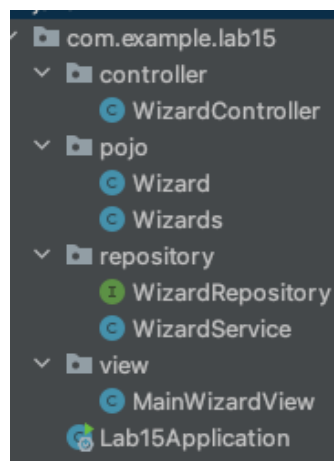 com.example.lab15
controller
C WizardController
pojo
C Wizard
C Wizards
repository
I WizardRepository
C WizardService
view
C MainWizardView
Lab15Application